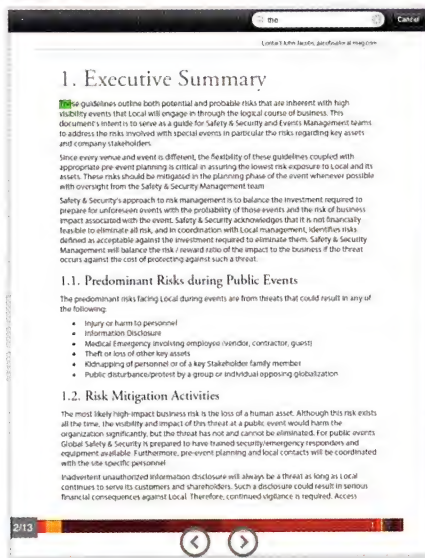 the
Cancel
1. Executive Summary
These guidelines outline both potential and probable risks that are inherent with high
visibility events that Local will engage in through the logical course of business. This
document's intent is to serve as a guide for Safety & Security and Events Management teams
to address the risks involved with special events in particular the risks regarding key assets
and company stakeholders.
Since every venue and event is different, the flexibility of these guidelines coupled with
appropriate pre-event planning is critical in assuring the lowest risk exposure to Local and its
assets. These risks should be mitigated in the planning phase of the event whenever possible
with oversight from the Safety & Security Management team
Safety & Security's approach to risk management is to balance the investment required to
prepare for unforeseen events with the probability of those events and the risk of business
impact associated with the event. Safety & Security acknowledges that it is not financially
feasible to eliminate all risk, and in coordination with Local management, identifies risks
defined as acceptable against the investment required to eliminate them. Safety & Security
Management will balance the risk / reward ratio of the impact to the business if the threat
occurs against the cost of protecting against such a threat.
1.1. Predominant Risks during Public Events
The predominant risks facing Local during events are from threats that could result in any of
the following:
• Injury or harm to personnel
• Information Disclosure
• Medical Emergency involving employee (vendor, contractor, guest)
• Theft or loss of other key assets
• Kidnapping of personnel or of a key Stakeholder family member
• Public disturbance/protest by a group or individual opposing globalization
1.2. Risk Mitigation Activities
The most likely high-impact business risk is the loss of a human asset. Although this risk exists
all the time, the visibility and impact of this threat at a public event would harm the
organization significantly, but the threat has not and cannot be eliminated. For public events
Global Safety & Security is prepared to have trained security/emergency responders and
equipment available. Furthermore, pre-event planning and local contacts will be coordinated
with the site specific personnel
Inadvertent unauthorized information disclosure will always be a threat as long as Local
continues to serve its customers and shareholders. Such a disclosure could result in serious
financial consequences against Local. Therefore, continued vigilance is required. Access
2/13